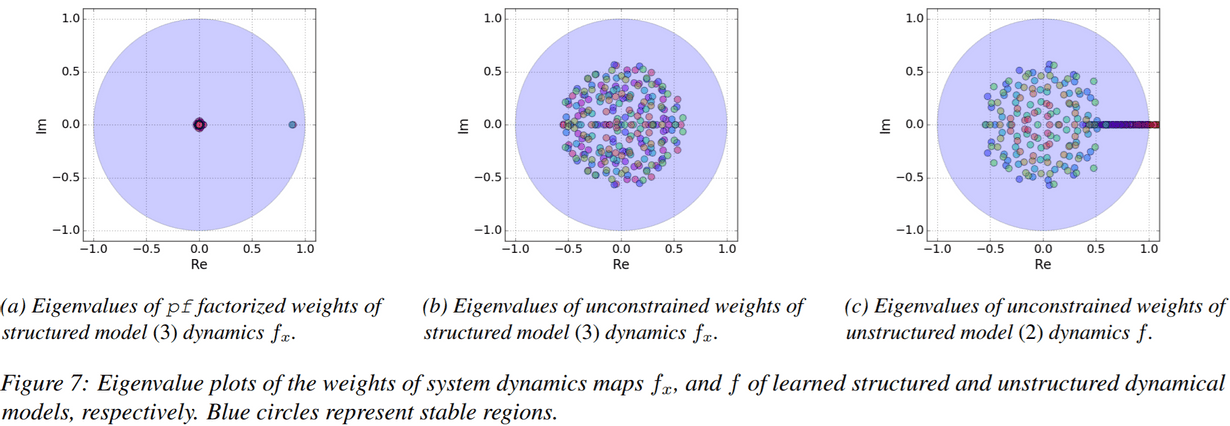 1.0
0.5
0.0
−0.5
−1.0
Im
−1.0 −0.5 0.0 0.5 1.0
Re
1.0
0.5
0.0
−0.5
−1.0
Im
−1.0 −0.5 0.0 0.5 1.0
Re
1.0
0.5
0.0
−0.5
−1.0
Im
−1.0 −0.5 0.0 0.5 1.0
Re
(a) Eigenvalues of pf factorized weights of
structured model (3) dynamics fₓ.
(b) Eigenvalues of unconstrained weights of
structured model (3) dynamics fₓ.
(c) Eigenvalues of unconstrained weights of
unstructured model (2) dynamics f.
Figure 7: Eigenvalue plots of the weights of system dynamics maps fₓ, and f of learned structured and unstructured dynamical
models, respectively. Blue circles represent stable regions.